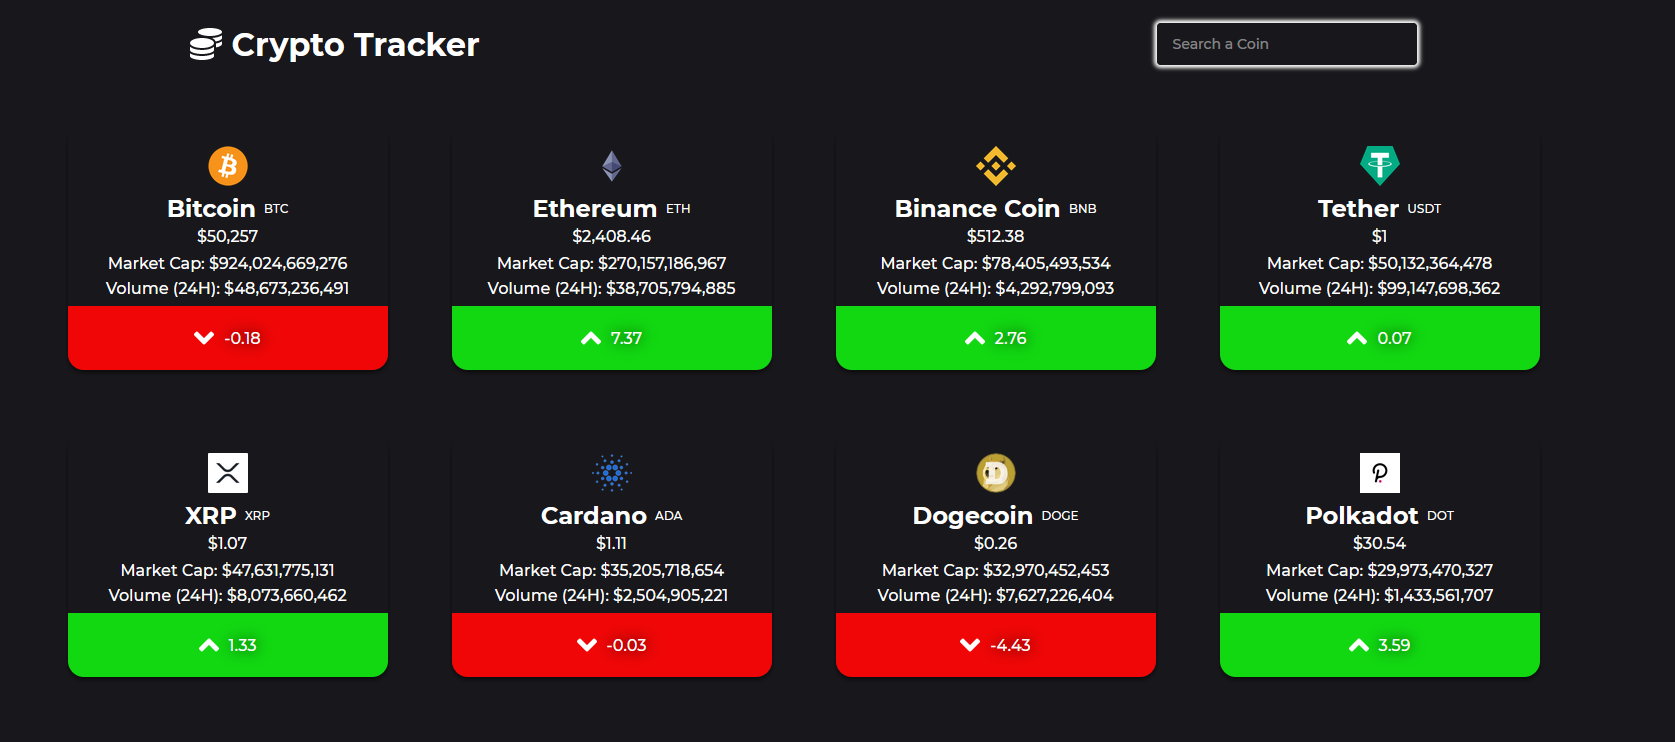 Crypto Tracker
Search a Coin
Bitcoin BTC
$50,257
Market Cap: $924,024,669,276
Volume (24H): $48,673,236,491
-0.18
Ethereum ETH
$2,408.46
Market Cap: $270,157,186,967
Volume (24H): $38,705,794,885
7.37
Binance Coin BNB
$512.38
Market Cap: $78,405,493,534
Volume (24H): $4,292,799,093
2.76
Tether USDT
$1
Market Cap: $50,132,364,478
Volume (24H): $99,147,698,362
0.07
XRP XRP
$1.07
Market Cap: $47,631,775,131
Volume (24H): $8,073,660,462
1.33
Cardano ADA
$1.11
Market Cap: $35,205,718,654
Volume (24H): $2,504,905,221
-0.03
Dogecoin DOGE
$0.26
Market Cap: $32,970,452,453
Volume (24H): $7,627,226,404
-4.43
Polkadot DOT
$30.54
Market Cap: $29,973,470,327
Volume (24H): $1,433,561,707
3.59